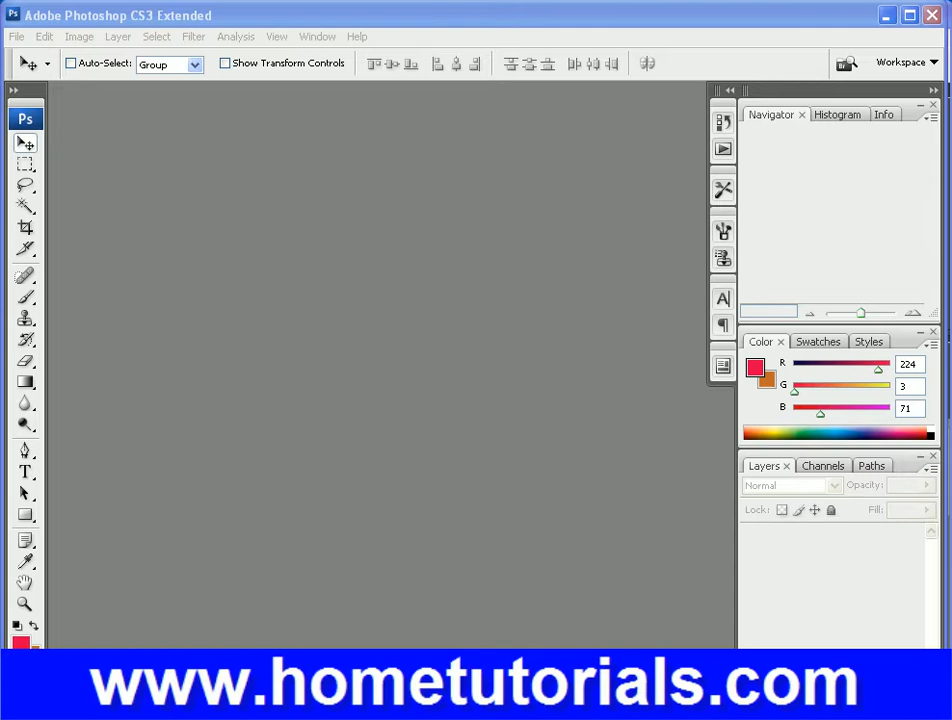 Ps Adobe Photoshop CS3 Extended
File Edit Image Layer Select Filter Analysis View Window Help
Auto-Select: Group Show Transform Controls Workspace
Ps
Navigator Histogram Info
Color Swatches Styles
R 224
G 3
B 71
Layers Channels Paths
Normal Opacity:
Lock: Fill:
www.hometutorials.com